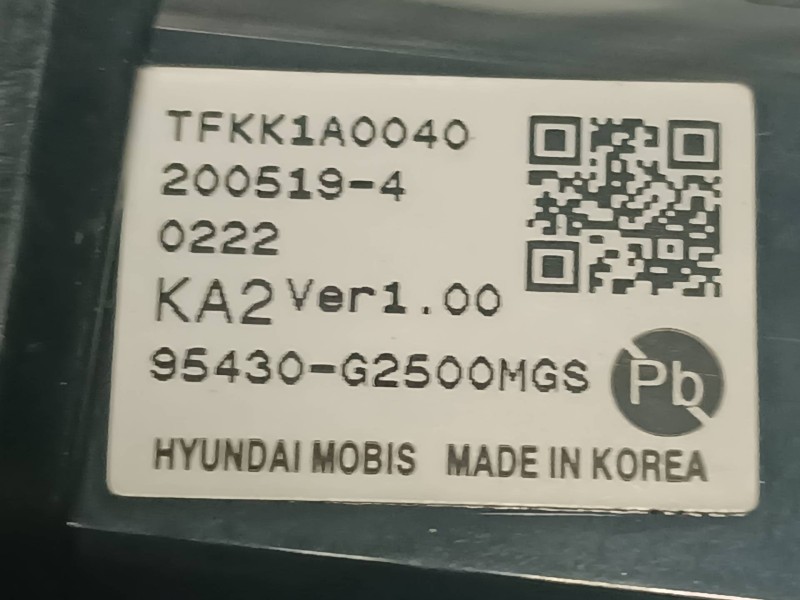 TFKK1A0040
200519-4
0222
KA2 Ver1.00
95430-G2500MGS
Pb
HYUNDAI MOBIS MADE IN KOREA